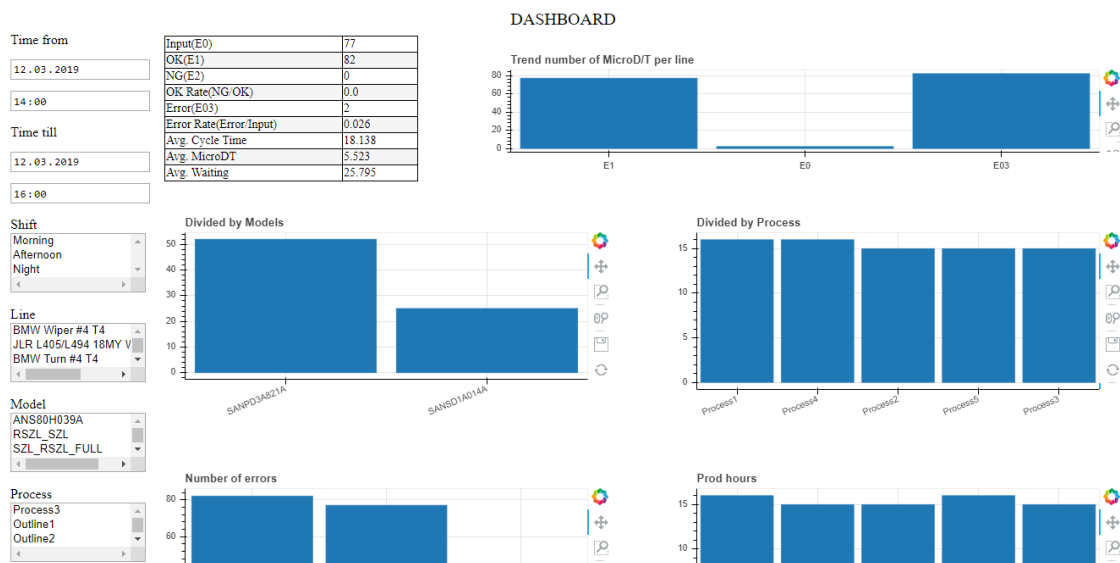 DASHBOARD
Time from
12.03.2019
14:00
Time till
12.03.2019
16:00
Shift
Morning
Afternoon
Night
Line
BMW Wiper #4 T4
JLR L405/L494 18MY
BMW Turn #4 T4
Model
ANS80H039A
RSZL_SZL
SZL_RSZL_FULL
Process
Process3
Outline1
Outline2
Input(E0) 77
OK(E1) 82
NG(E2) 0
OK Rate(NG/OK) 0.0
Error(E03) 2
Error Rate(Error/Input) 0.026
Avg. Cycle Time 18.138
Avg. MicroDT 5.523
Avg. Waiting 25.795
Trend number of MicroD/T per line
80
60
40
20
0
E1 E0 E03
Divided by Models
50
40
30
20
10
0
SANPD3A821A SANSD1A014A
Divided by Process
15
10
5
0
Process1 Process4 Process2 Process5 Process3
Number of errors
80
60
Prod hours
15
10